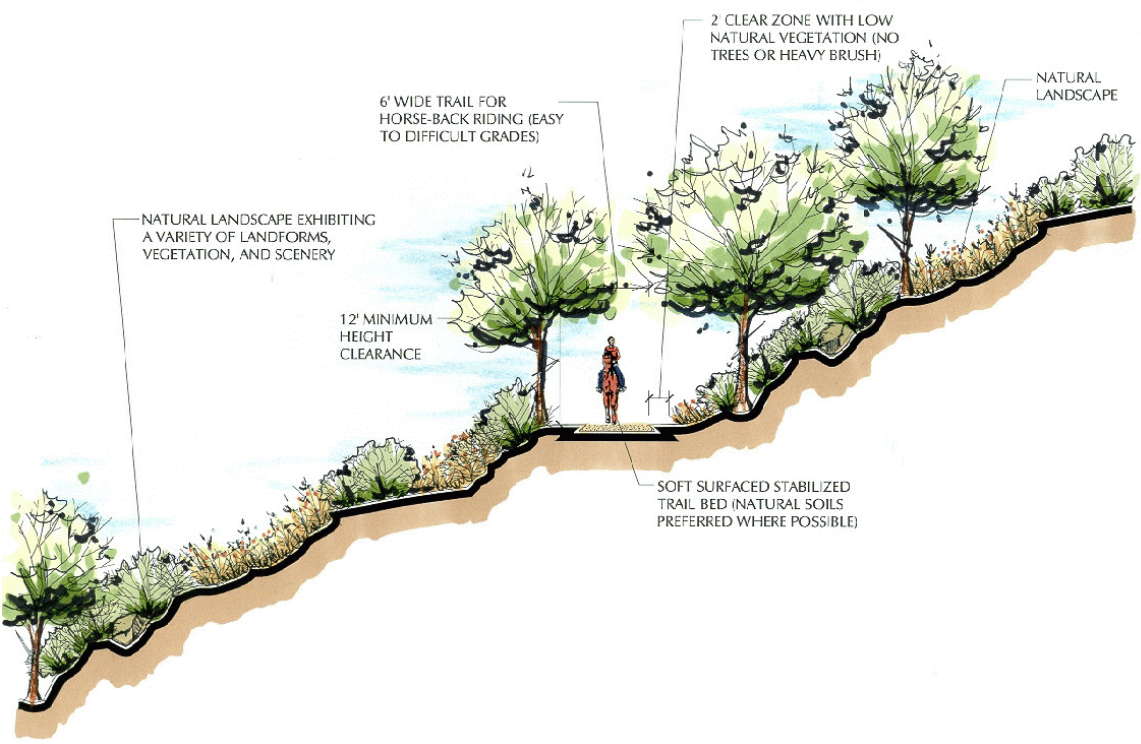 2' CLEAR ZONE WITH LOW
NATURAL VEGETATION (NO
TREES OR HEAVY BRUSH)
NATURAL
LANDSCAPE
6' WIDE TRAIL FOR
HORSE-BACK RIDING (EASY
TO DIFFICULT GRADES)
NATURAL LANDSCAPE EXHIBITING
A VARIETY OF LANDFORMS,
VEGETATION, AND SCENERY
12' MINIMUM
HEIGHT
CLEARANCE
SOFT SURFACED STABILIZED
TRAIL BED (NATURAL SOILS
PREFERRED WHERE POSSIBLE)